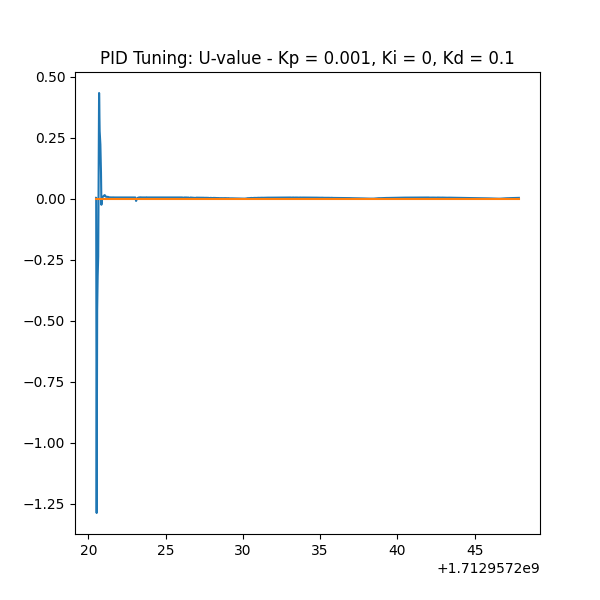 PID Tuning: U-value - Kp = 0.001, Ki = 0, Kd = 0.1
0.50
0.25
0.00
−0.25
−0.50
−0.75
−1.00
−1.25
20 25 30 35 40 45
+1.7129572e9